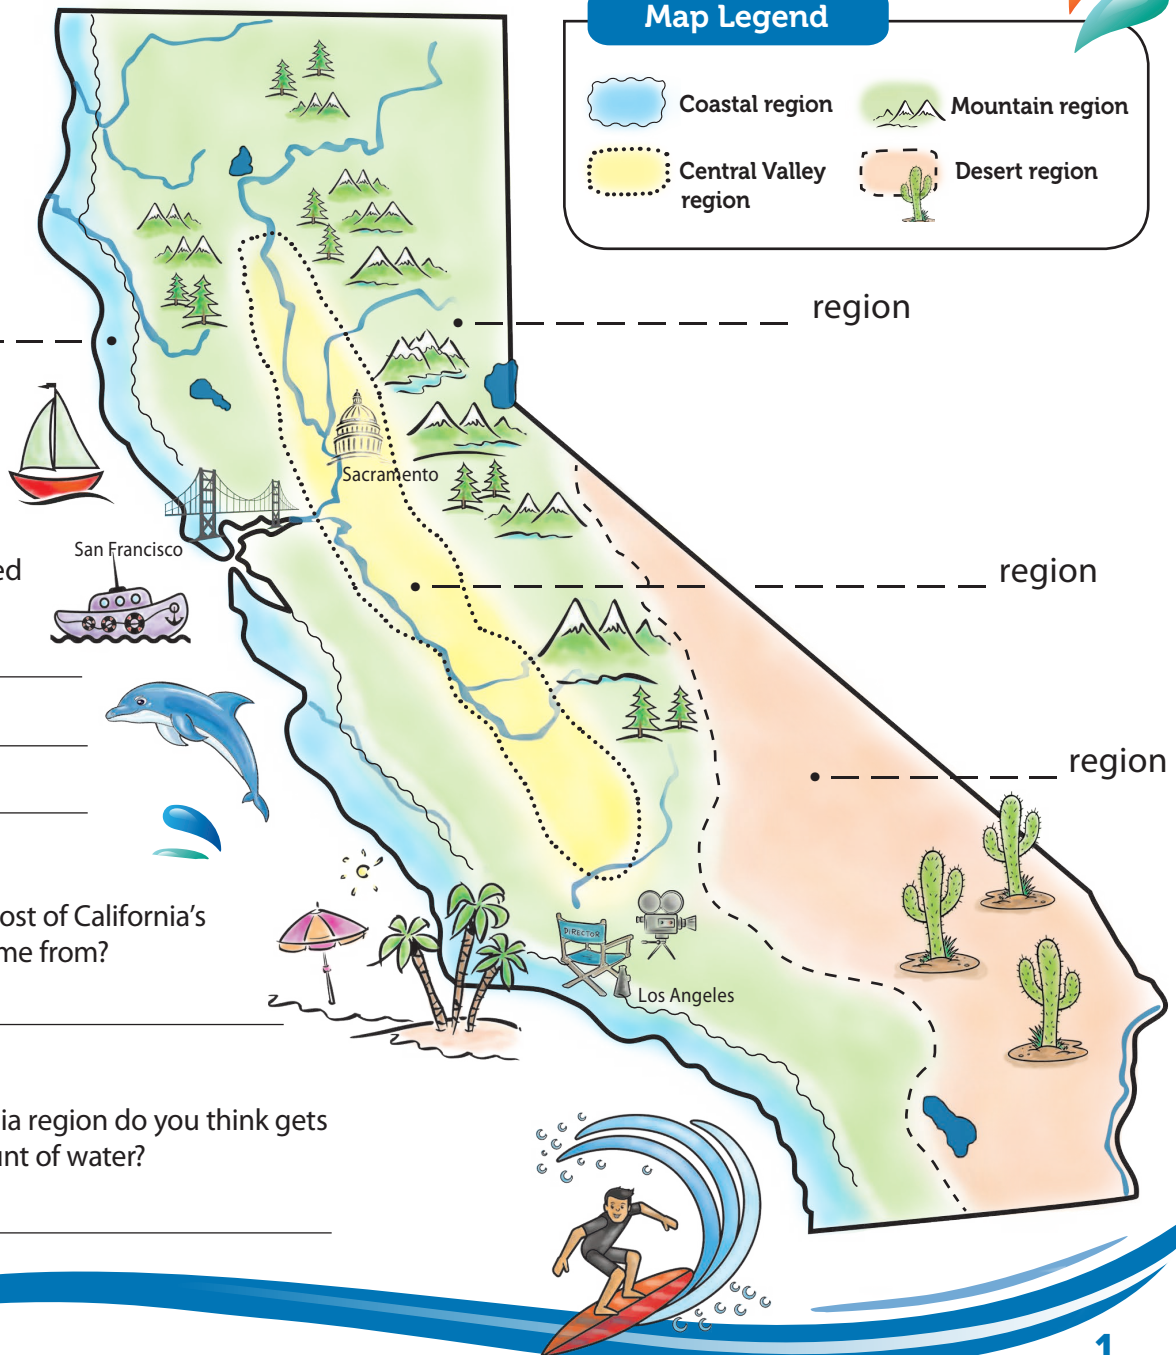 Map Legend
Coastal region
Mountain region
Central Valley
region
Desert region
region
Sacramento
San Francisco
ed
region
region
ost of California's
me from?
DIRECTOR
Los Angeles
ia region do you think gets
unt of water?
1